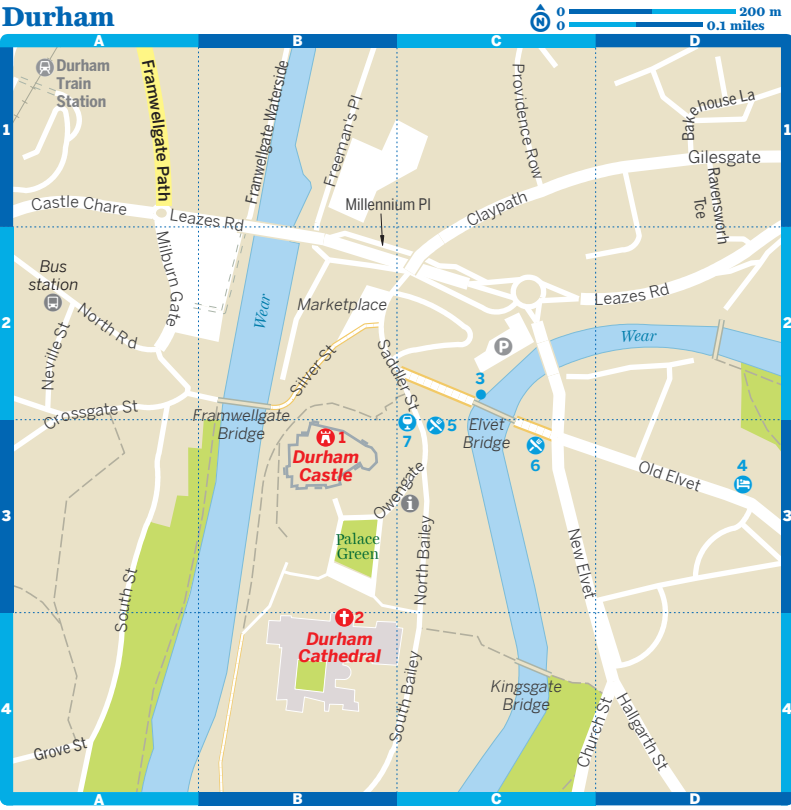 Durham
N
0 200 m
0 0.1 miles
A B C D
1
2
3
4
1
2
3
4
A B C D
Durham
Train
Station
Framwellgate Path
Franwellgate Waterside
Freeman's Pl
Providence Row
Bakehouse La
Gilesgate
Ravensworth
Tce
Castle Chare
Leazes Rd
Millennium Pl
Claypath
Bus
station
Milburn Gate
North Rd
Neville St
Wear
Marketplace
Leazes Rd
P
Wear
Silver St
Saddler St
3
Crossgate St
Framwellgate
Bridge
1
Durham
Castle
7
5
Elvet
Bridge
6
Old Elvet
4
Owengate
i
Palace
Green
North Bailey
New Elvet
South St
2
Durham
Cathedral
South Bailey
Kingsgate
Bridge
Church St
Hallgarth St
Grove St